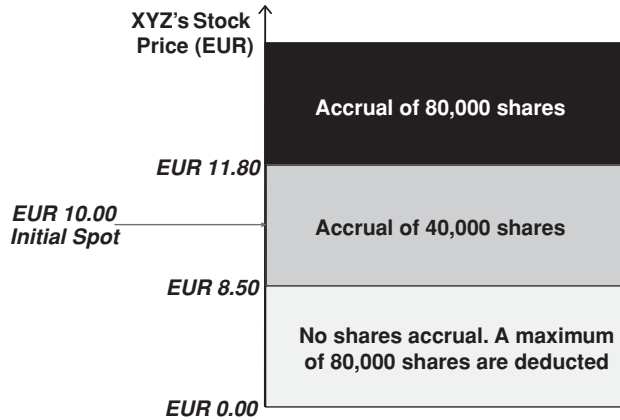 XYZ's Stock
Price (EUR)
Accrual of 80,000 shares
EUR 11.80
EUR 10.00
Initial Spot
Accrual of 40,000 shares
EUR 8.50
No shares accrual. A maximum
of 80,000 shares are deducted
EUR 0.00